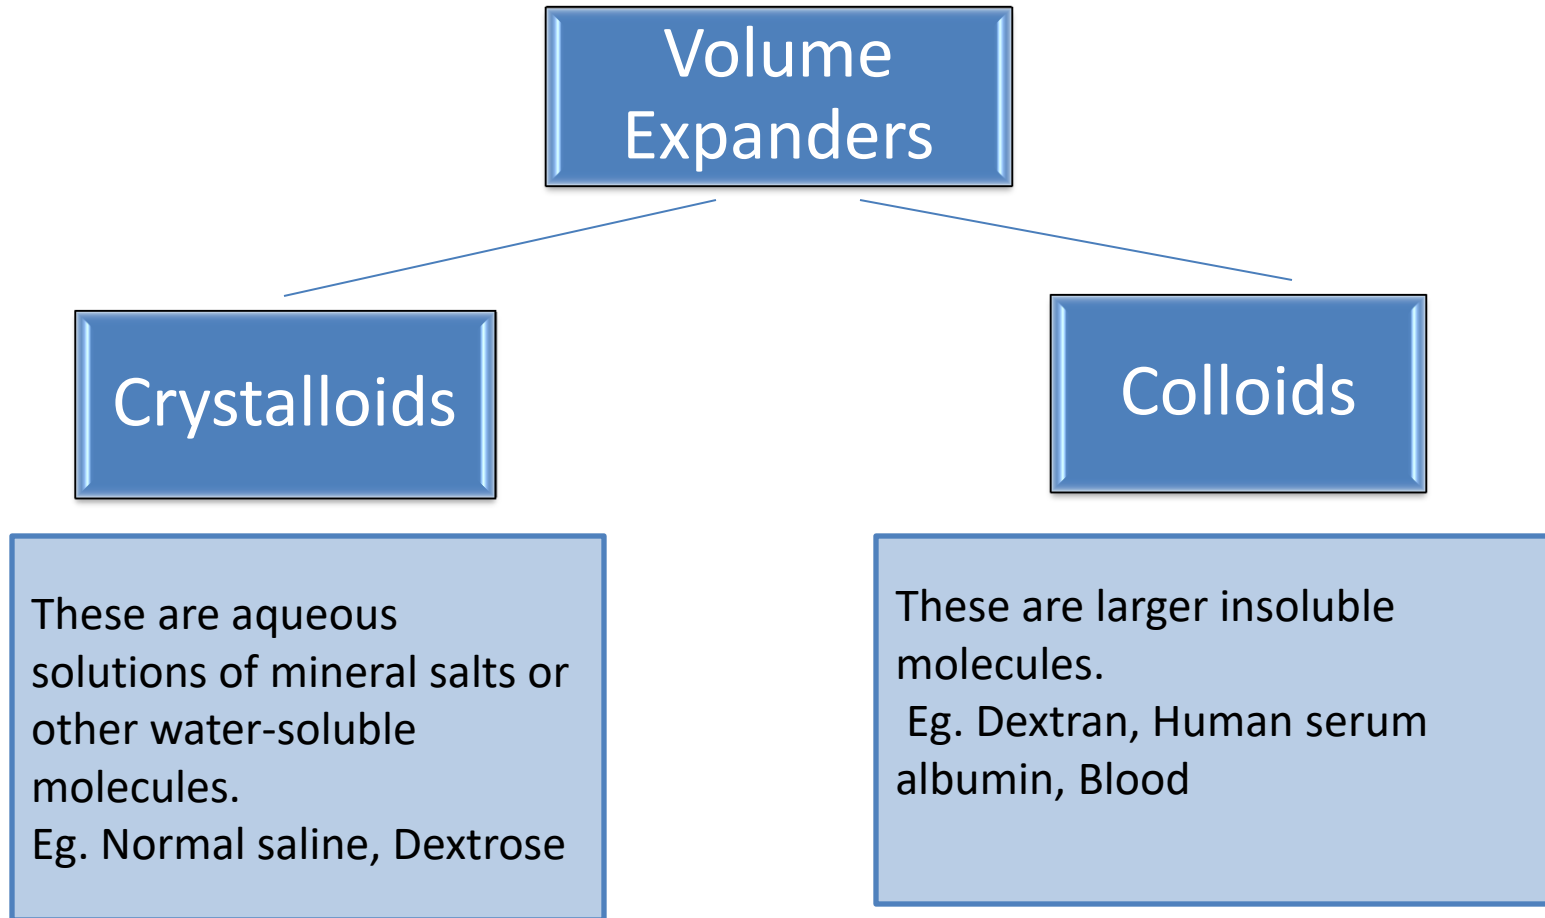 Volume
Expanders
Crystalloids
Colloids
These are aqueous
solutions of mineral salts or
other water-soluble
molecules.
Eg. Normal saline, Dextrose
These are larger insoluble
molecules.
Eg. Dextran, Human serum
albumin, Blood